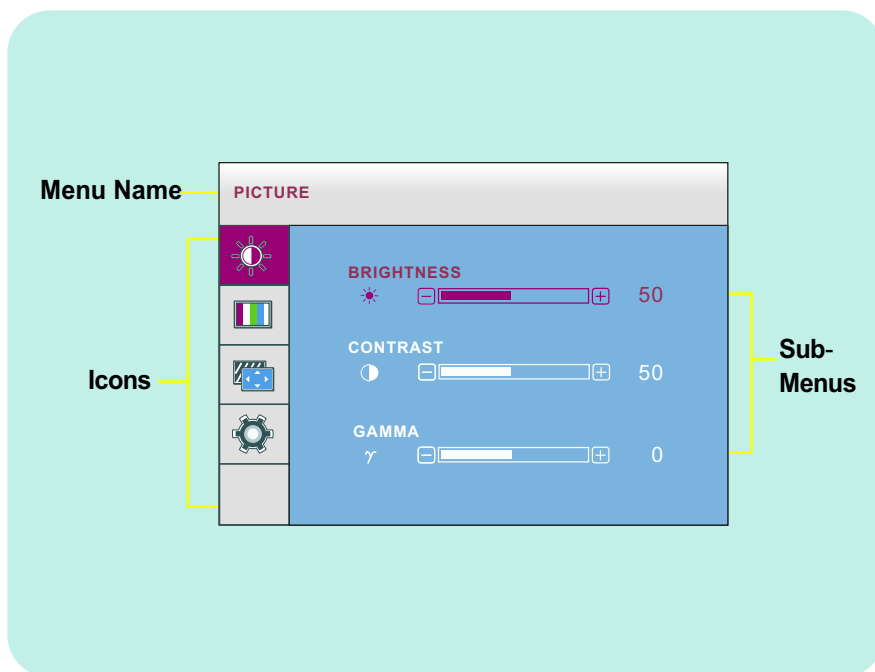 Menu Name
PICTURE
BRIGHTNESS
50
CONTRAST
50
GAMMA
γ 0
Icons
Sub-
Menus